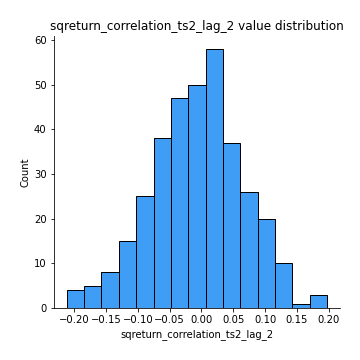 sqreturn_correlation_ts2_lag_2 value distribution
60
50
40
30
20
10
0
Count
−0.20 −0.15 −0.10 −0.05 0.00 0.05 0.10 0.15 0.20
sqreturn_correlation_ts2_lag_2